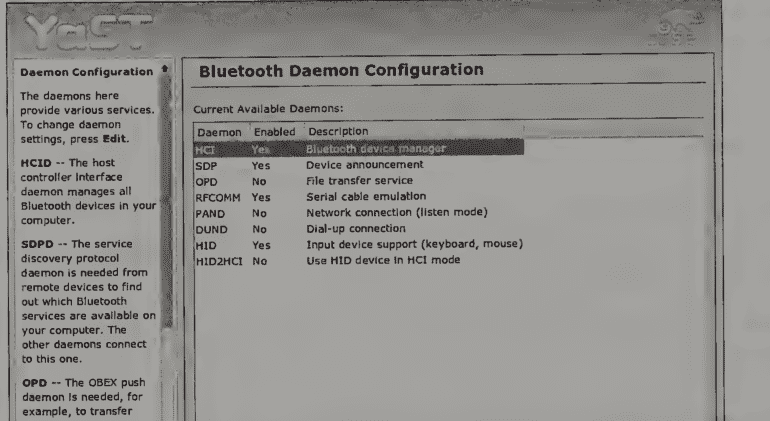 YaST
Daemon Configuration
The daemons here
provide various services.
To change daemon
settings, press Edit.
HCID -- The host
controller interface
daemon manages all
Bluetooth devices in your
computer.
SDPD -- The service
discovery protocol
daemon is needed from
remote devices to find
out which Bluetooth
services are available on
your computer. The
other daemons connect
to this one.
OPD -- The OBEX push
daemon is needed, for
example, to transfer
Bluetooth Daemon Configuration
Current Available Daemons:
Daemon Enabled Description
HCI Yes Bluetooth device manager
SDP Yes Device announcement
OPD No File transfer service
RFCOMM Yes Serial cable emulation
PAND No Network connection (listen mode)
DUND No Dial-up connection
HID Yes Input device support (keyboard, mouse)
HID2HCI No Use HID device in HCI mode